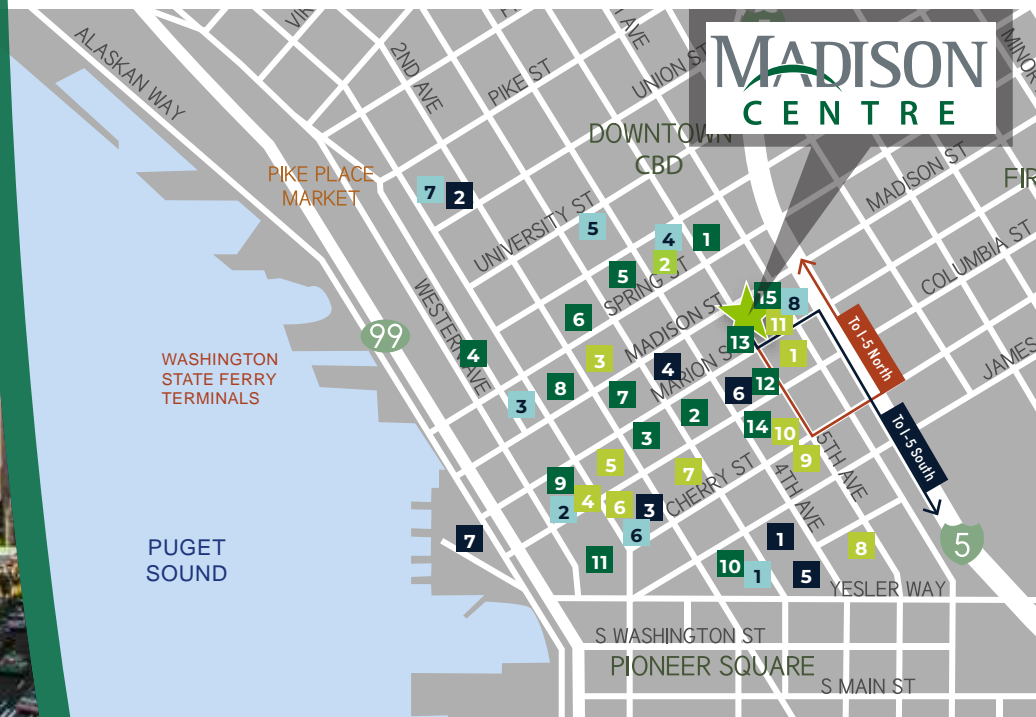 MADISON
CENTRE
ALASKAN WAY
2ND AVE
PIKE ST
AVE
UNION ST
DOWNTOWN
CBD
MADISON ST
COLUMBIA ST
JAMES
PIKE PLACE
MARKET
7
2
UNIVERSITY ST
5
4
1
2
5
SPRING ST
6
WESTERN AVE
99
4
WASHINGTON
STATE FERRY
TERMINALS
MADISON ST
3
15
8
11
13
1
To I-5 North
4
MARION ST
8
7
3
6
12
2
14
10
3
To I-5 South
5TH AVE
9
5
7
CHERRY ST
4TH AVE
9
4
2
6
3
6
7
PUGET
SOUND
11
1
8
5
10
1
5
YESLER WAY
S WASHINGTON ST
PIONEER SQUARE
S MAIN ST